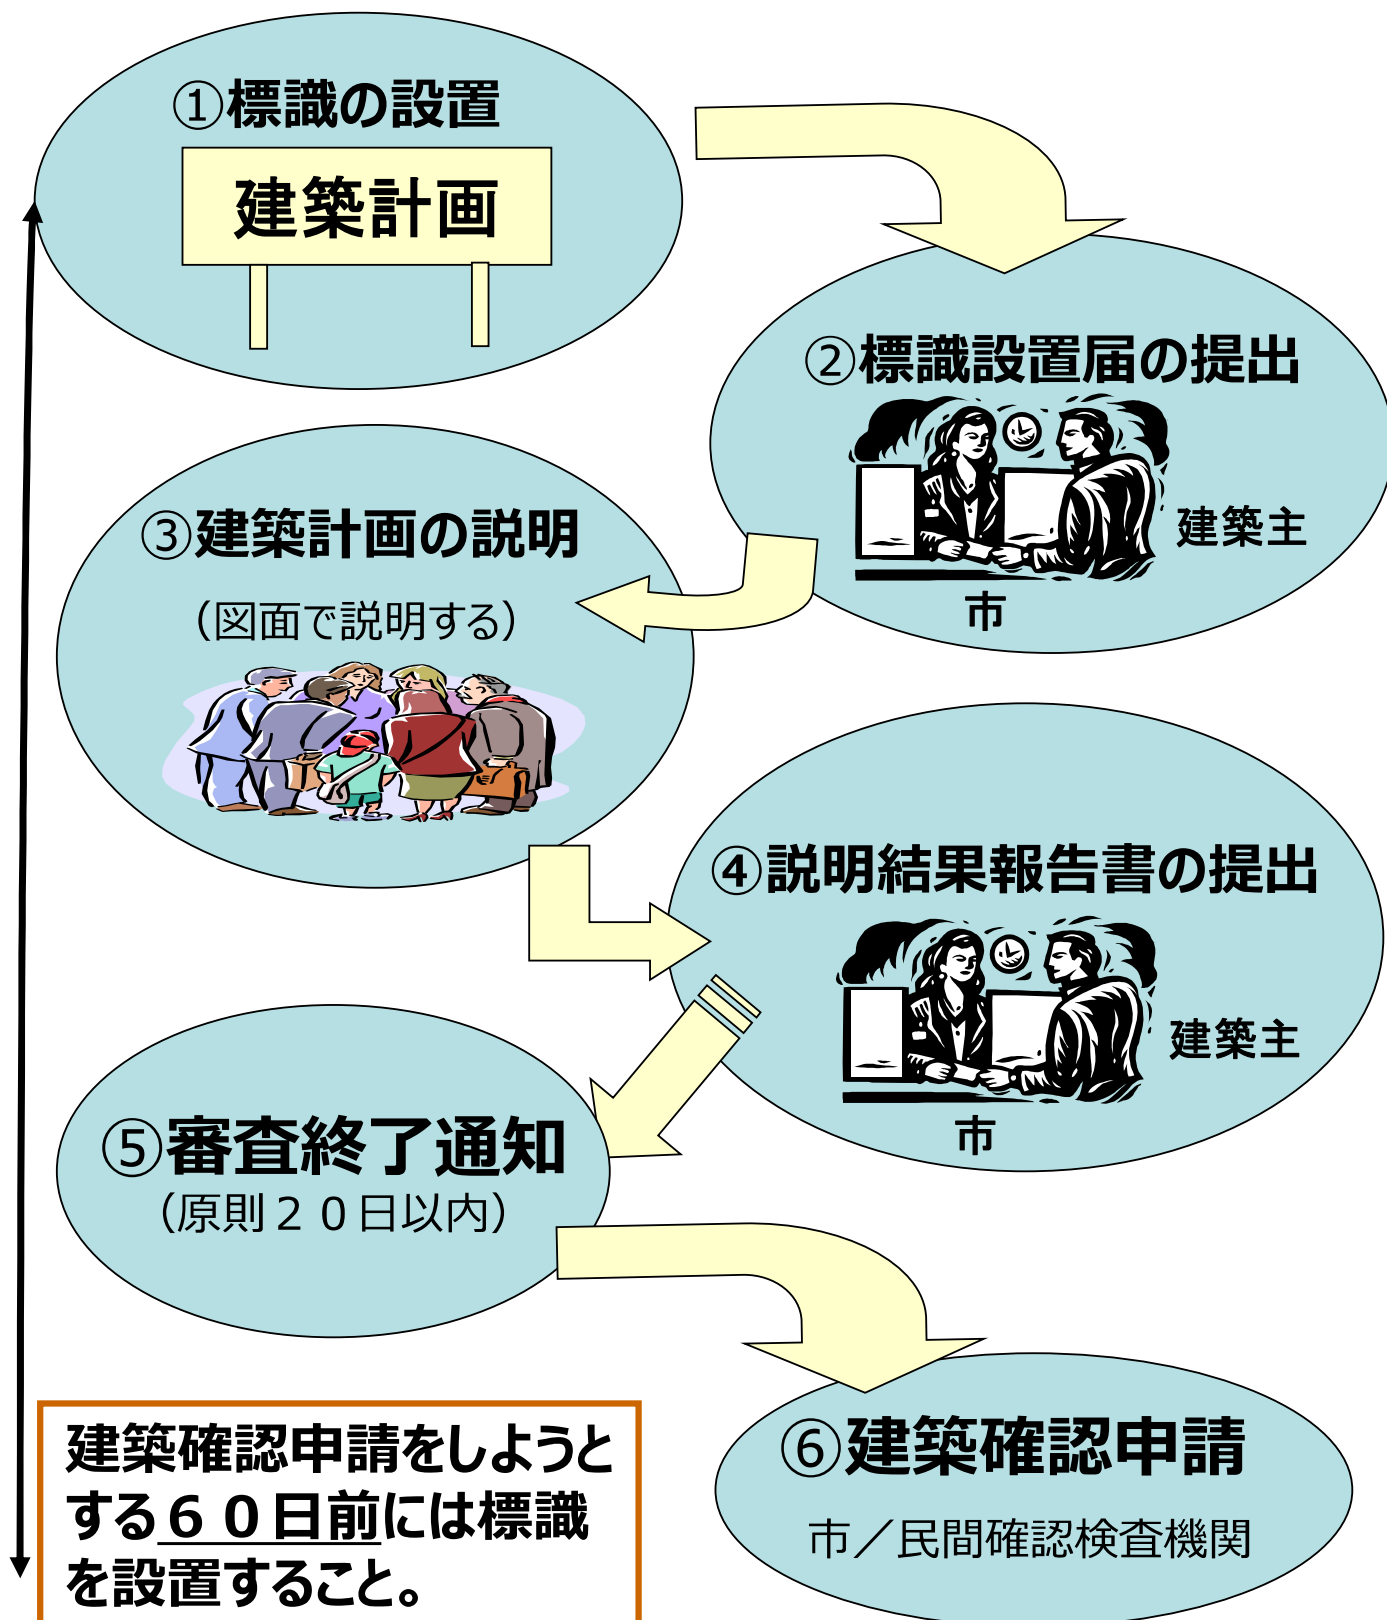 ①標識の設置
建築計画
②標識設置届の提出
建築主
市
③建築計画の説明
（図面で説明する）
④説明結果報告書の提出
建築主
市
⑤審査終了通知
（原則２０日以内）
⑥建築確認申請
市／民間確認検査機関
建築確認申請をしようと
する６０日前には標識
を設置すること。